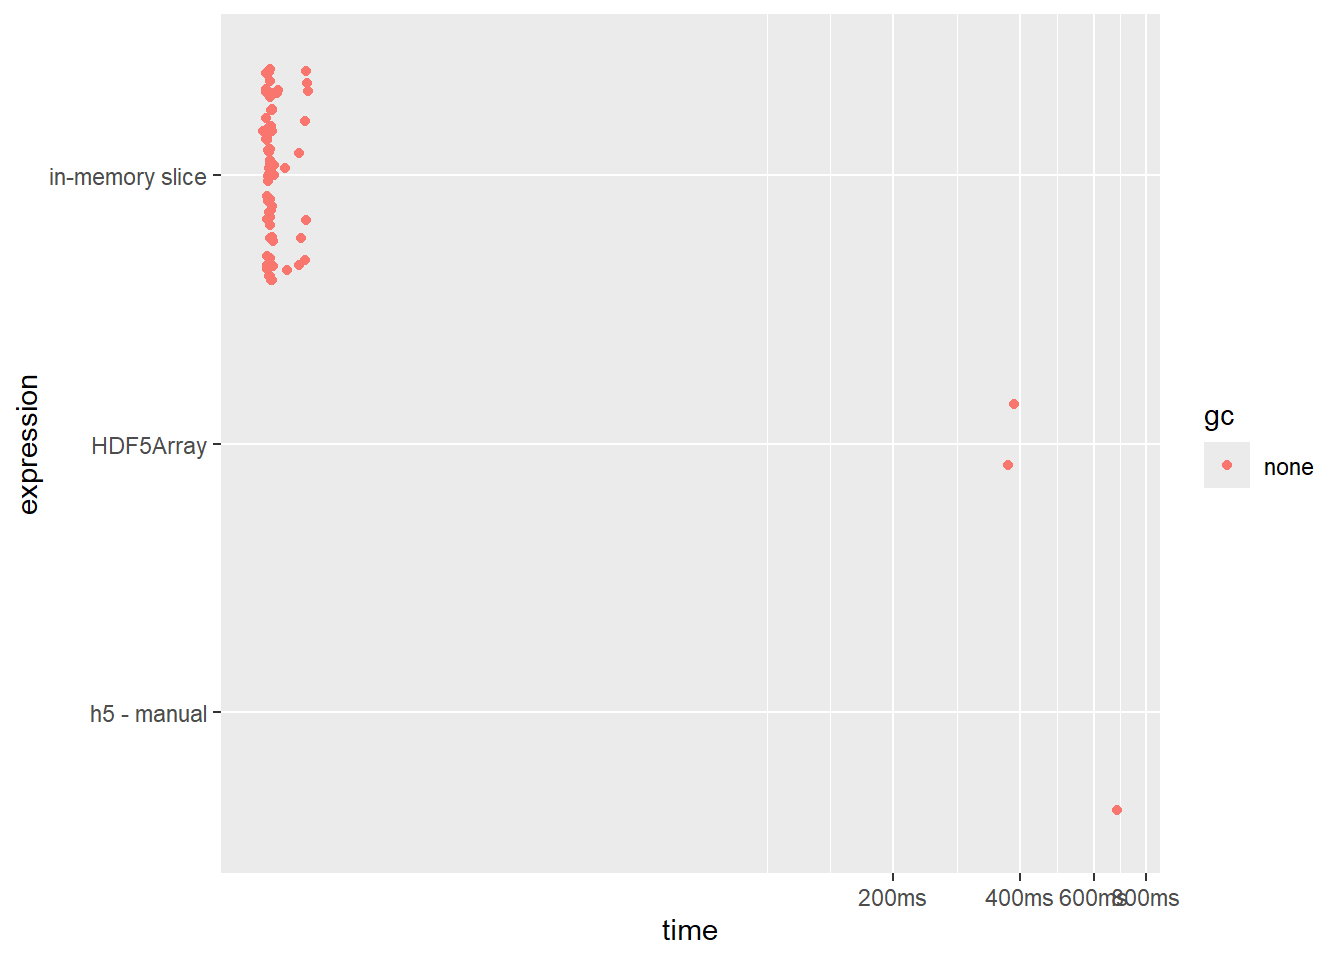 in-memory slice
HDF5Array
h5 - manual
expression
200ms
400ms
600ms
800ms
time
gc
none